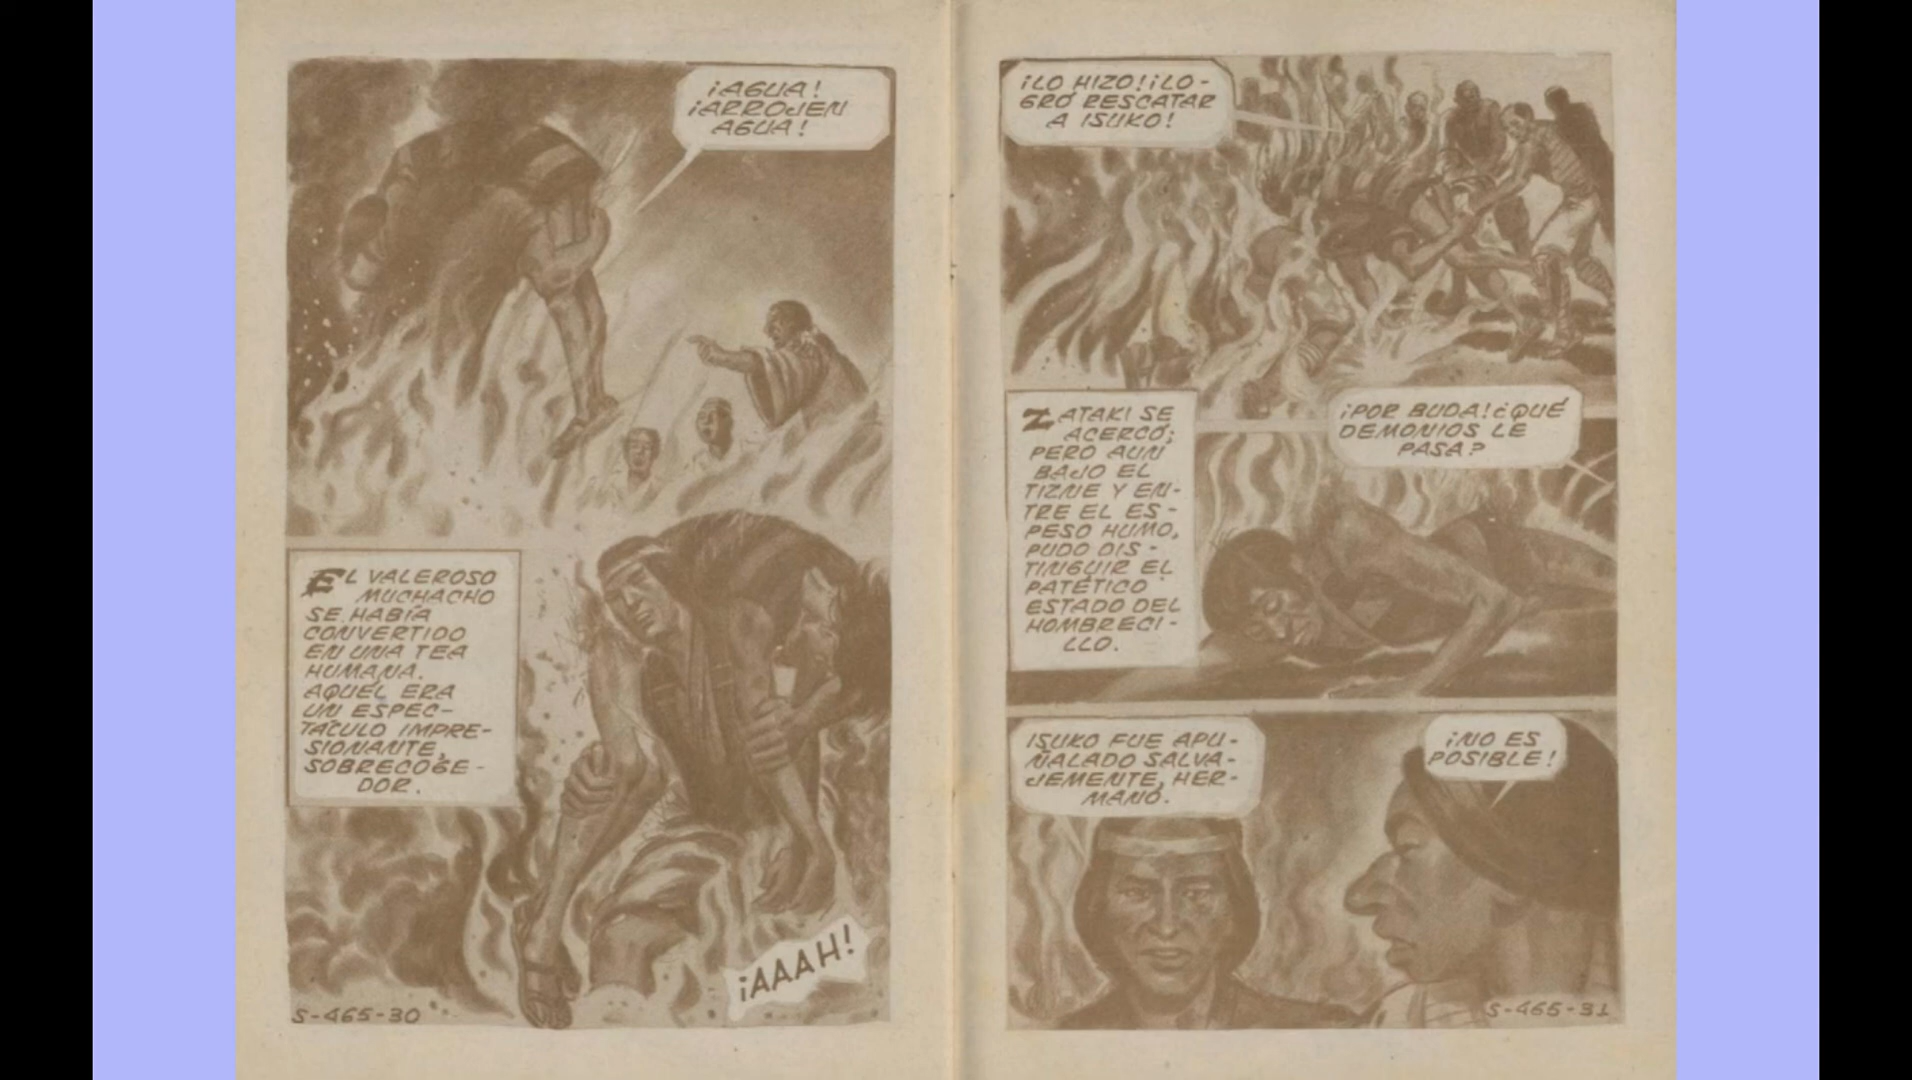 ¡AGUA!
¡ARROJEN
AGUA!
EL VALEROSO
MUCHACHO
SE HABÍA
CONVERTIDO
EN UNA TEA
HUMANA.
AQUEL ERA
UN ESPEC-
TÁCULO IMPRE-
SIONANTE,
SOBRECOGE-
DOR.
¡AAAH!
S-465-30
¡LO HIZO! ¡LO-
GRÓ RESCATAR
A ISUKO!
ZATAKI SE
ACERCÓ;
PERO AUN
BAJO EL
TIZNE Y EN-
TRE EL ES-
PESO HUMO,
PUDO DIS-
TINGUIR EL
PATÉTICO
ESTADO DEL
HOMBRECI-
LLO.
¡POR BUDA! ¿QUÉ
DEMONIOS LE
PASA?
ISUKO FUE APU-
ÑALADO SALVA-
JEMENTE, HER-
MANO.
¡NO ES
POSIBLE!
S-465-31